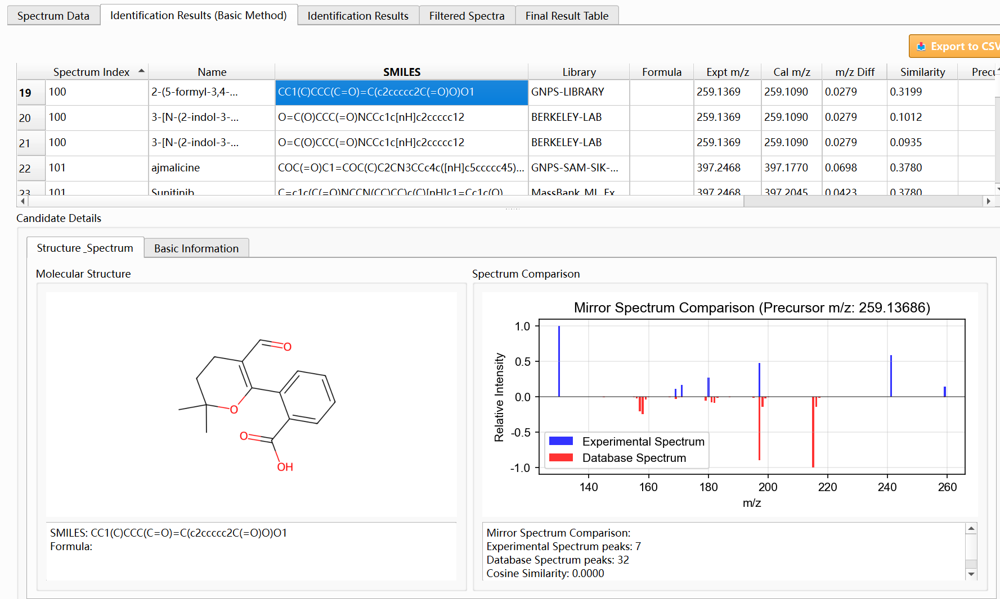 Spectrum Data
Identification Results (Basic Method)
Identification Results
Filtered Spectra
Final Result Table
Export to CSV
Spectrum Index Name SMILES Library Formula Expt m/z Cal m/z m/z Diff Similarity
19 100 2-(5-formyl-3,4-... CC1(C)CCC(C=O)=C(c2ccccc2C(=O)O)O1 GNPS-LIBRARY 259.1369 259.1090 0.0279 0.3199
20 100 3-[N-(2-indol-3-... O=C(O)CCC(=O)NCCc1c[nH]c2ccccc12 BERKELEY-LAB 259.1369 259.1090 0.0279 0.1012
21 100 3-[N-(2-indol-3-... O=C(O)CCC(=O)NCCc1c[nH]c2ccccc12 BERKELEY-LAB 259.1369 259.1090 0.0279 0.0935
22 101 ajmalicine COC(=O)C1=COC(C)C2CN3CCc4c([nH]c5ccccc45)... GNPS-SAM-SIK-... 397.2468 397.1770 0.0698 0.3780
23 101 Sunitinib C=c1c(C(=O)NCCN(CC)CC)c(C)[nH]c1=Cc1c(O) MassBank_MI_Ex 397.2468 397.2045 0.0423 0.3780
Candidate Details
Structure _Spectrum
Basic Information
Molecular Structure
O
O
O
OH
SMILES: CC1(C)CCC(C=O)=C(c2ccccc2C(=O)O)O1
Formula:
Spectrum Comparison
Mirror Spectrum Comparison (Precursor m/z: 259.13686)
Relative Intensity
1.0
0.5
0.0
-0.5
-1.0
Experimental Spectrum
Database Spectrum
140 160 180 200 220 240 260
m/z
Mirror Spectrum Comparison:
Experimental Spectrum peaks: 7
Database Spectrum peaks: 32
Cosine Similarity: 0.0000